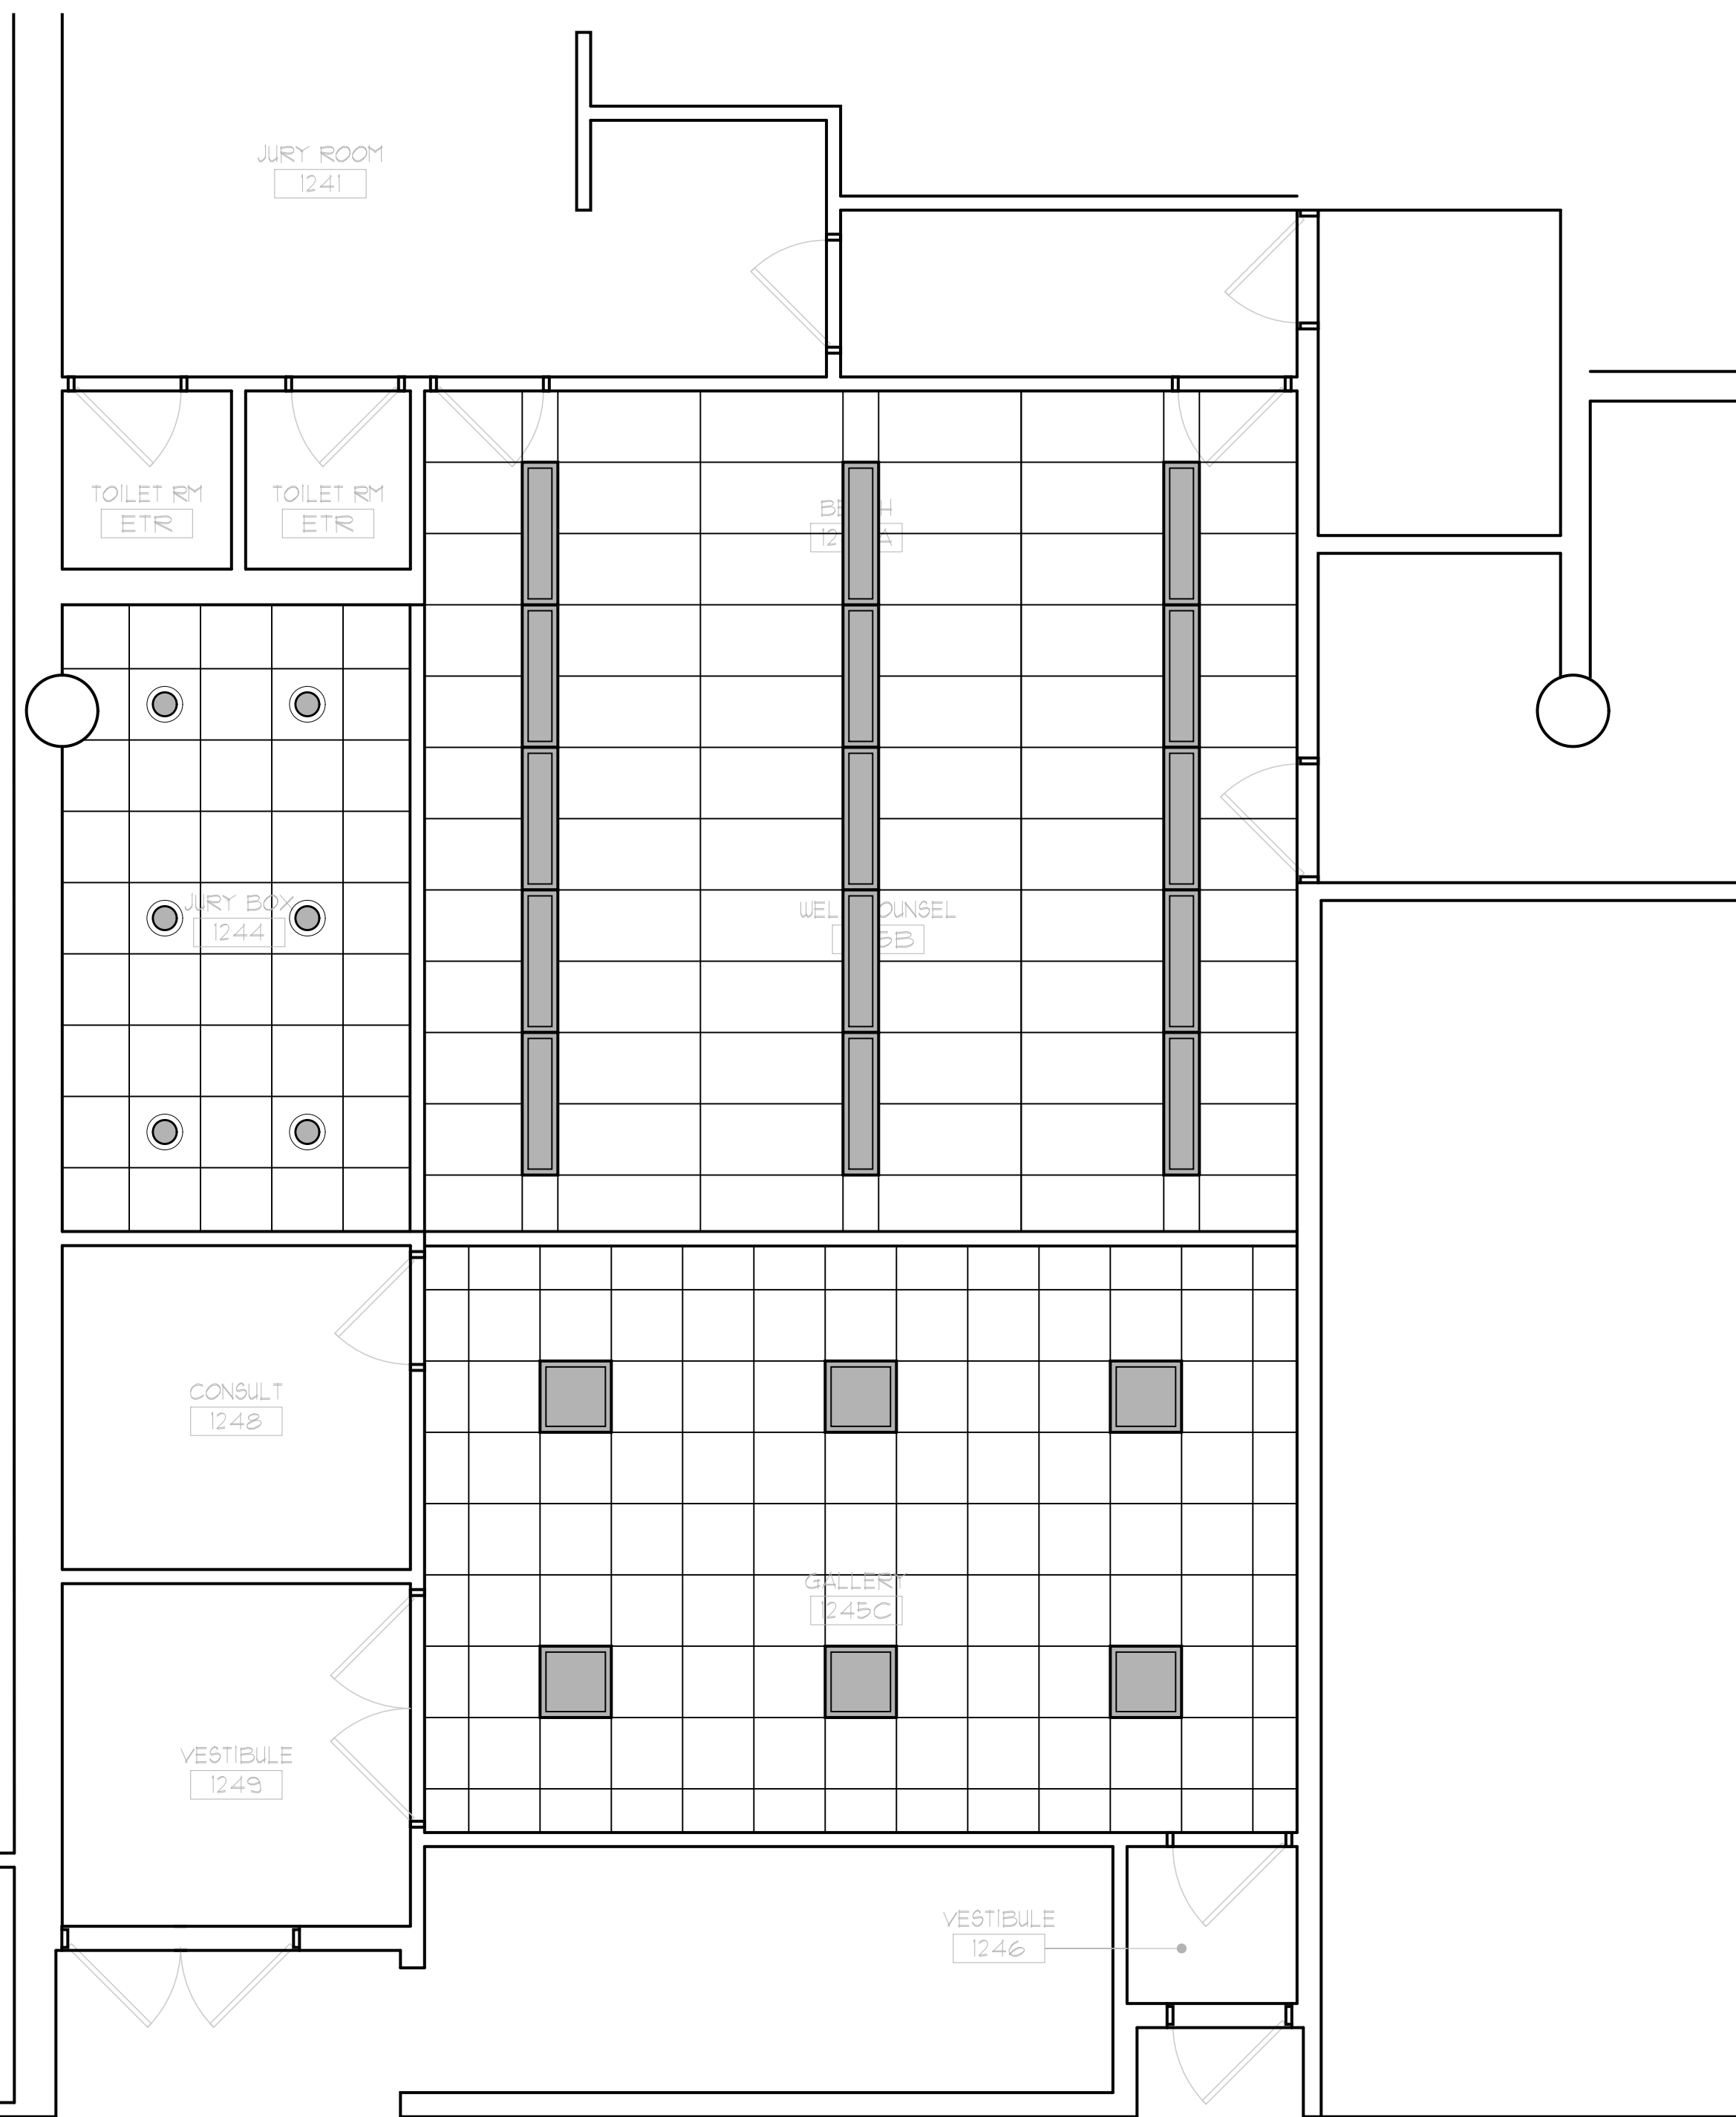 JURY ROOM
1241
TOILET RM
ETR
TOILET RM
ETR
JURY BOX
1244
CONSULT
1248
GALLERY
1245C
VESTIBULE
1249
VESTIBULE
1246